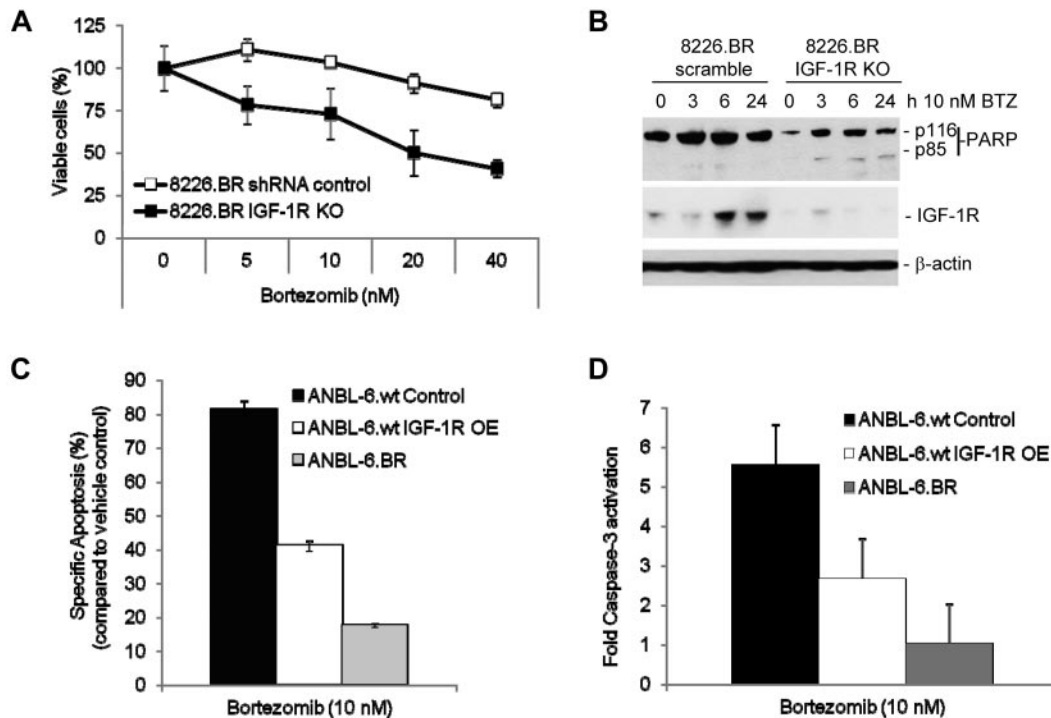 A
125
100
75
50
25
0
Viable cells (%)
8226.BR shRNA control
8226.BR IGF-1R KO
0 5 10 20 40
Bortezomib (nM)
B
8226.BR scramble
8226.BR IGF-1R KO
0 3 6 24 0 3 6 24 h 10 nM BTZ
- p116
- p85
PARP
- IGF-1R
- β-actin
C
90
80
70
60
50
40
30
20
10
0
Specific Apoptosis (%)
(compared to vehicle control)
ANBL-6.wt Control
ANBL-6.wt IGF-1R OE
ANBL-6.BR
Bortezomib (10 nM)
D
7
6
5
4
3
2
1
0
Fold Caspase-3 activation
ANBL-6.wt Control
ANBL-6.wt IGF-1R OE
ANBL-6.BR
Bortezomib (10 nM)